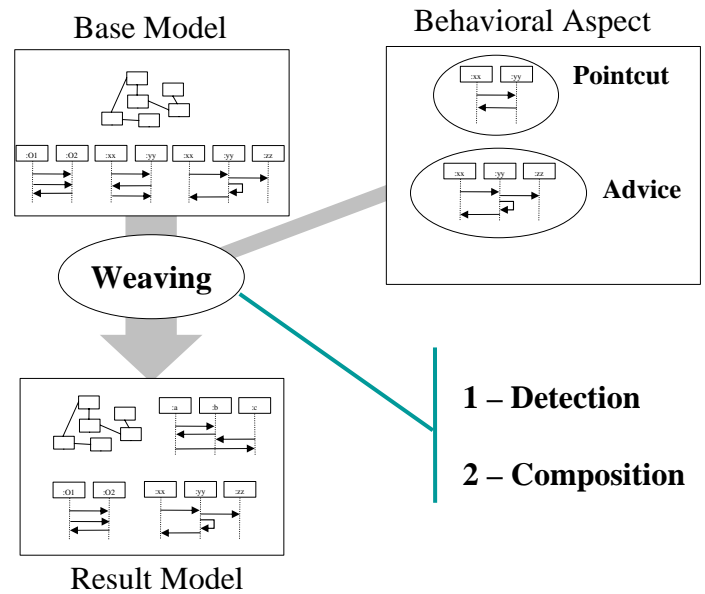 Base Model
Behavioral Aspect
:xx :yy
Pointcut
:O1 :O2 :xx :yy :xx :yy :zz
:xx :yy :zz
Advice
Weaving
1 – Detection
2 – Composition
:a :b :c
:O1 :O2 :xx :yy :zz
Result Model